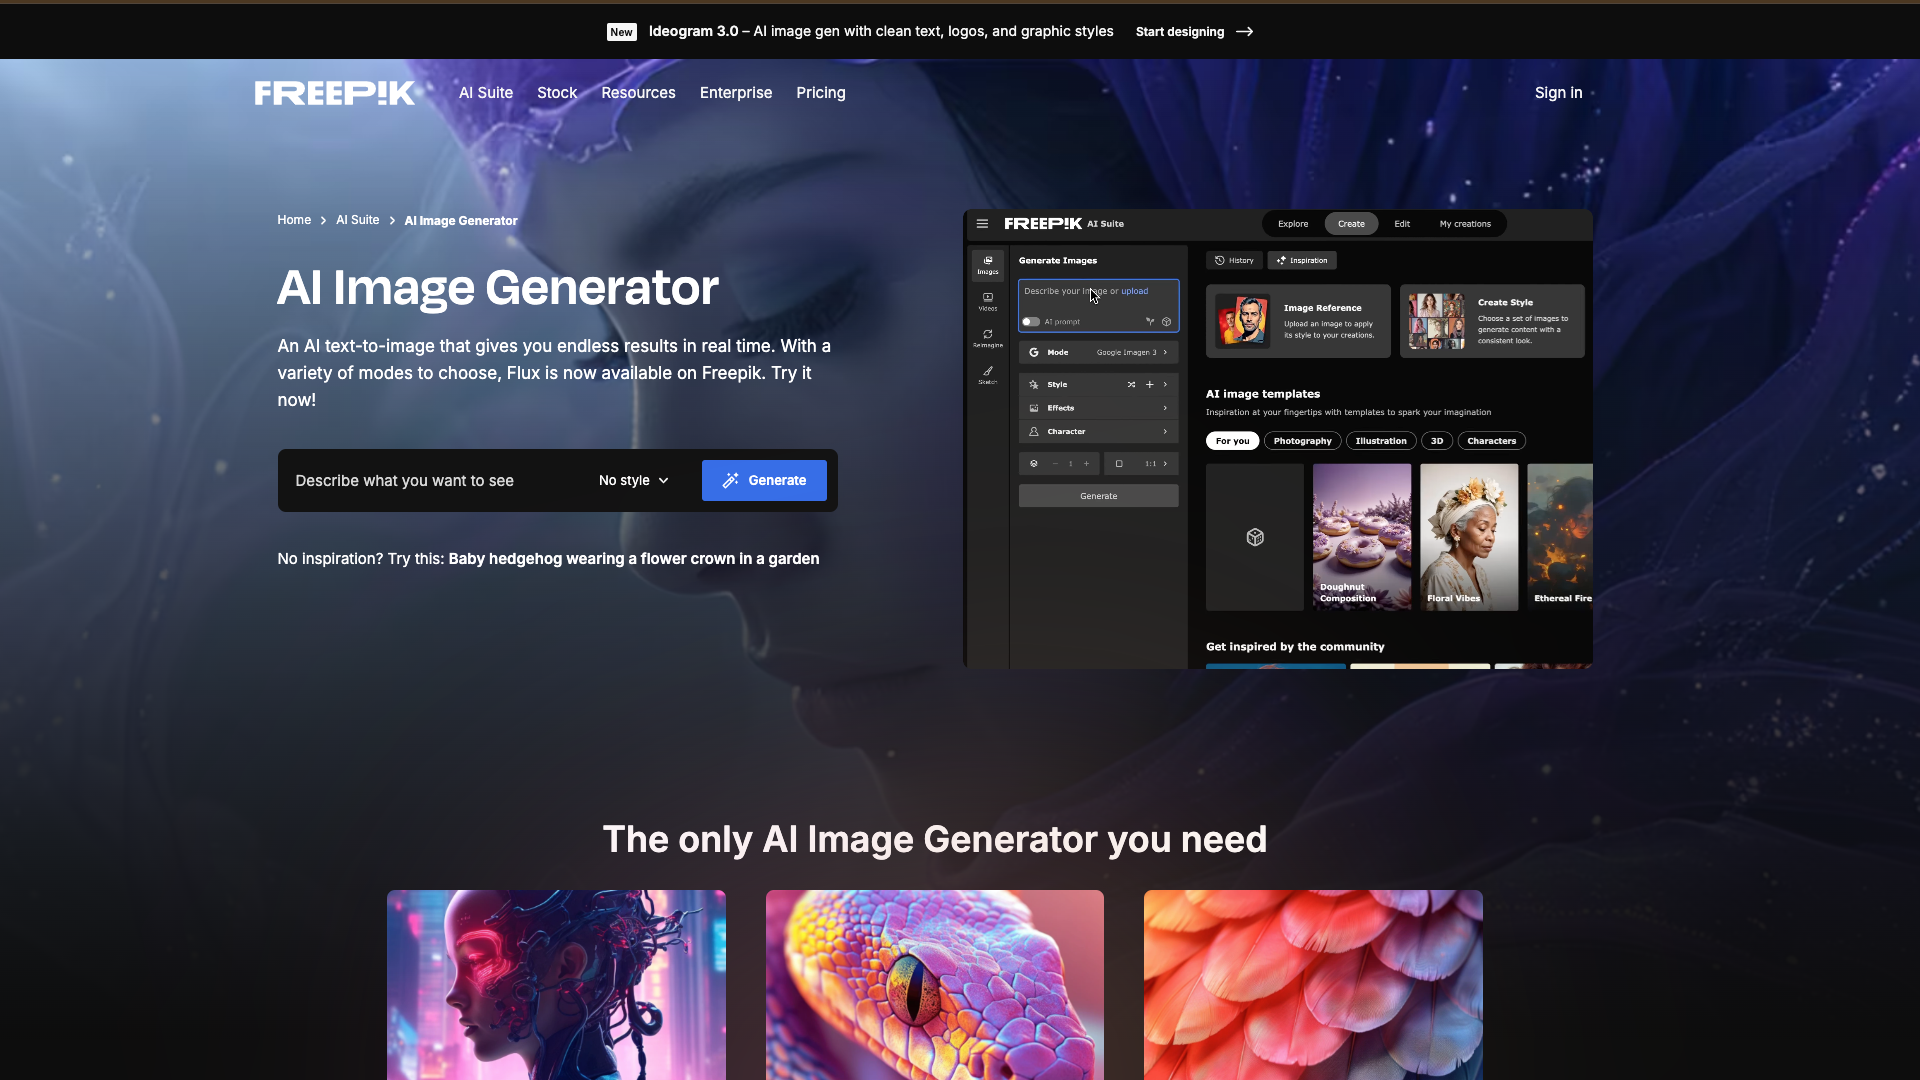 New Ideogram 3.0 – AI image gen with clean text, logos, and graphic styles Start designing
FREEPIK AI Suite Stock Resources Enterprise Pricing Sign in
Home AI Suite AI Image Generator
AI Image Generator
An AI text-to-image that gives you endless results in real time. With a
variety of modes to choose, Flux is now available on Freepik. Try it
now!
Describe what you want to see No style Generate
No inspiration? Try this: Baby hedgehog wearing a flower crown in a garden
FREEPIK AI Suite Explore Create Edit My creations
Images
Videos
Reimagine
Sketch
Generate Images
Describe your image or upload
AI prompt
Mode Google Imagen 3
Style
Effects
Character
1 1:1
Generate
History Inspiration
Image Reference
Upload an image to apply
its style to your creations.
Create Style
Choose a set of images to
generate content with a
consistent look.
AI image templates
Inspiration at your fingertips with templates to spark your imagination
For you Photography Illustration 3D Characters
Doughnut
Composition
Floral Vibes
Ethereal Fire
Get inspired by the community
The only AI Image Generator you need